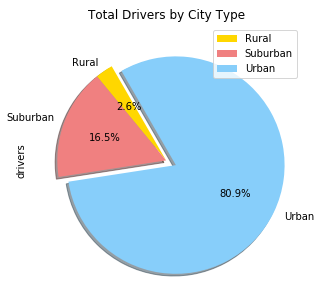 Total Drivers by City Type
Rural
Suburban
Urban
Rural
2.6%
Suburban
16.5%
drivers
80.9%
Urban